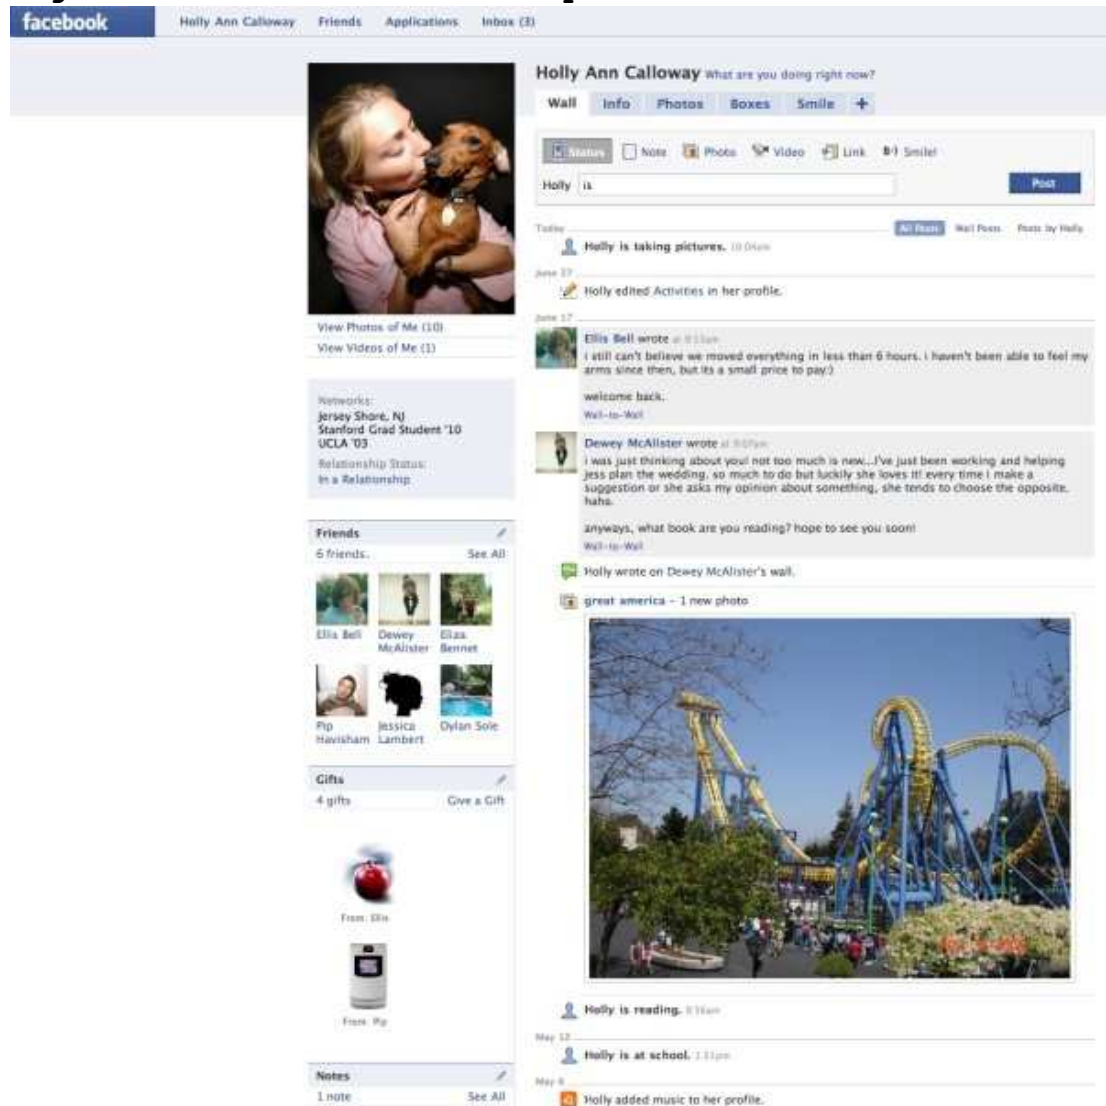 facebook
Holly Ann Calloway Friends Applications Inbox (3)
Holly Ann Calloway What are you doing right now?
Wall Info Photos Boxes Smile +
Status Note Photo Video Link 8-) Smile!
Holly is
Post
Today
All Posts Wall Posts Posts by Holly
Holly is taking pictures. 10:04am
June 27
Holly edited Activities in her profile.
June 17
Ellis Bell wrote
i still can't believe we moved everything in less than 6 hours. i haven't been able to feel my
arms since then, but its a small price to pay:)
welcome back.
Wall-to-Wall
Dewey McAlister wrote
i was just thinking about you! not too much is new...I've just been working and helping
jess plan the wedding. so much to do but luckily she loves it! every time i make a
suggestion or she asks my opinion about something, she tends to choose the opposite.
haha.
anyways, what book are you reading? hope to see you soon!
Wall-to-Wall
Holly wrote on Dewey McAlister's wall.
great america – 1 new photo
Holly is reading.
May 12
Holly is at school.
May 8
Holly added music to her profile.
View Photos of Me (10)
View Videos of Me (1)
Networks:
Jersey Shore, NJ
Stanford Grad Student '10
UCLA '03
Relationship Status:
In a Relationship
Friends
6 friends. See All
Ellis Bell
Dewey
McAlister
Eliza
Bennet
Pip
Havisham
Jessica
Lambert
Dylan Sole
Gifts
4 gifts Give a Gift
From: Ellis
From: Pip
Notes
1 note See All